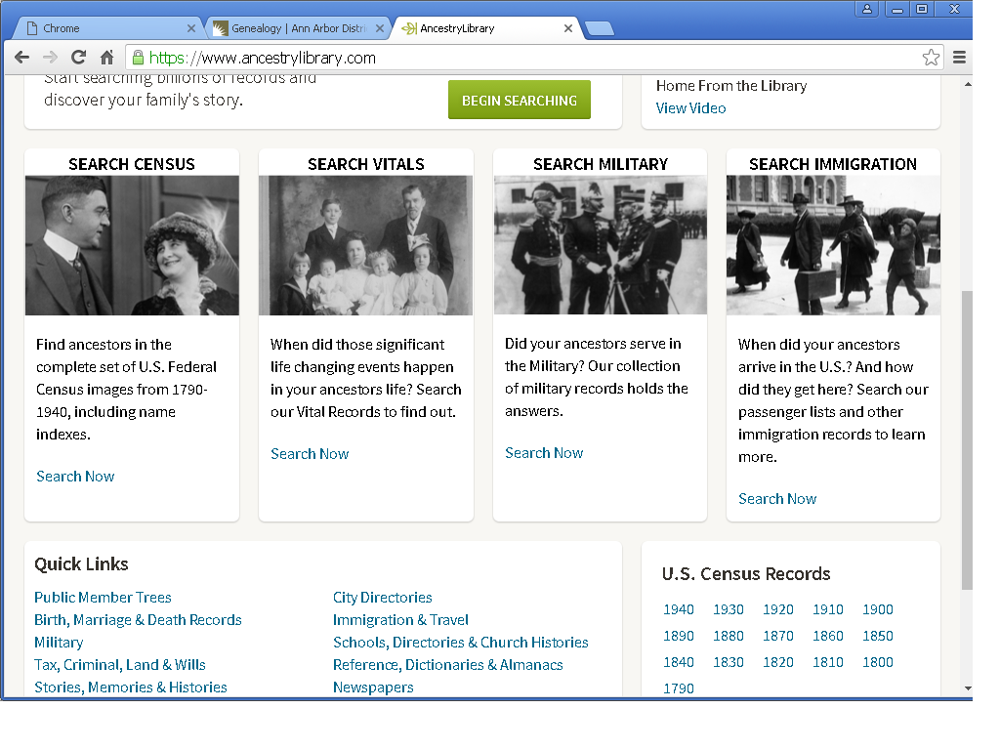 Chrome
Genealogy | Ann Arbor Distri
AncestryLibrary
https://www.ancestrylibrary.com
Start searching billions of records and
discover your family's story.
BEGIN SEARCHING
Home From the Library
View Video
SEARCH CENSUS
Find ancestors in the
complete set of U.S. Federal
Census images from 1790-
1940, including name
indexes.
Search Now
SEARCH VITALS
When did those significant
life changing events happen
in your ancestors life? Search
our Vital Records to find out.
Search Now
SEARCH MILITARY
Did your ancestors serve in
the Military? Our collection
of military records holds the
answers.
Search Now
SEARCH IMMIGRATION
When did your ancestors
arrive in the U.S.? And how
did they get here? Search our
passenger lists and other
immigration records to learn
more.
Search Now
Quick Links
Public Member Trees
Birth, Marriage & Death Records
Military
Tax, Criminal, Land & Wills
Stories, Memories & Histories
City Directories
Immigration & Travel
Schools, Directories & Church Histories
Reference, Dictionaries & Almanacs
Newspapers
U.S. Census Records
1940 1930 1920 1910 1900
1890 1880 1870 1860 1850
1840 1830 1820 1810 1800
1790